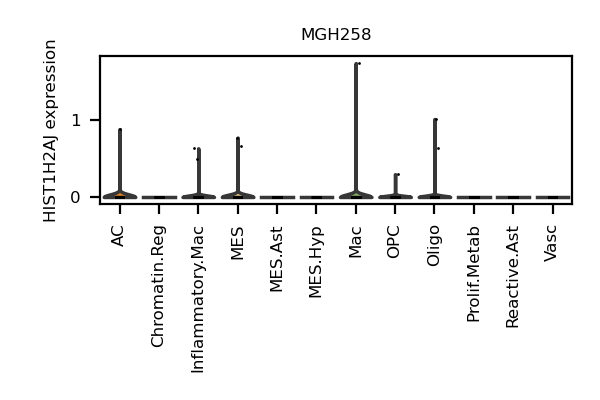 MGH258
HIST1H2AJ expression
1
0
AC
Chromatin.Reg
Inflammatory.Mac
MES
MES.Ast
MES.Hyp
Mac
OPC
Oligo
Prolif.Metab
Reactive.Ast
Vasc